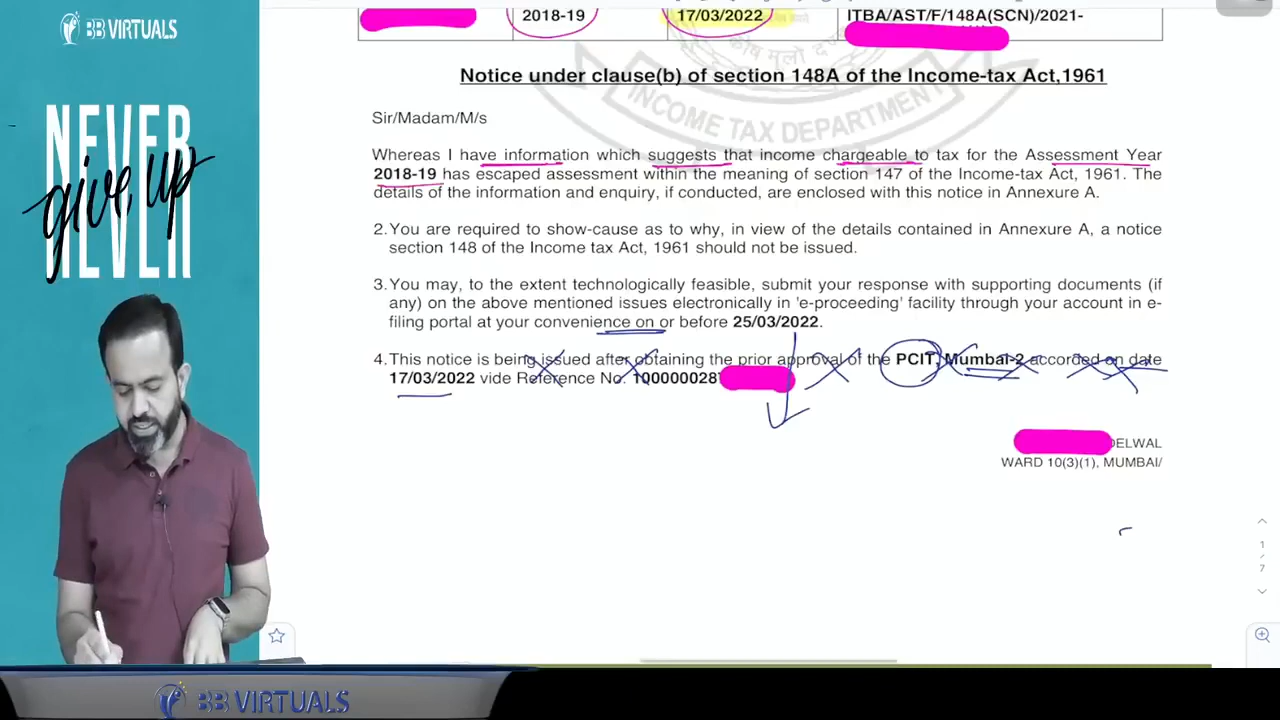 BB VIRTUALS
NEVER
give up
NEVER
2018-19
17/03/2022
ITBA/AST/F/148A(SCN)/2021-
INCOME TAX DEPARTMENT
Notice under clause(b) of section 148A of the Income-tax Act,1961
Sir/Madam/M/s
Whereas I have information which suggests that income chargeable to tax for the Assessment Year
2018-19 has escaped assessment within the meaning of section 147 of the Income-tax Act, 1961. The
details of the information and enquiry, if conducted, are enclosed with this notice in Annexure A.
2. You are required to show-cause as to why, in view of the details contained in Annexure A, a notice
section 148 of the Income tax Act, 1961 should not be issued.
3. You may, to the extent technologically feasible, submit your response with supporting documents (if
any) on the above mentioned issues electronically in 'e-proceeding' facility through your account in e-
filing portal at your convenience on or before 25/03/2022.
4. This notice is being issued after obtaining the prior approval of the PCIT, Mumbai-2 accorded on date
17/03/2022 vide Reference No. 100000028
DELWAL
WARD 10(3)(1), MUMBAI/
1
/
7
BB VIRTUALS